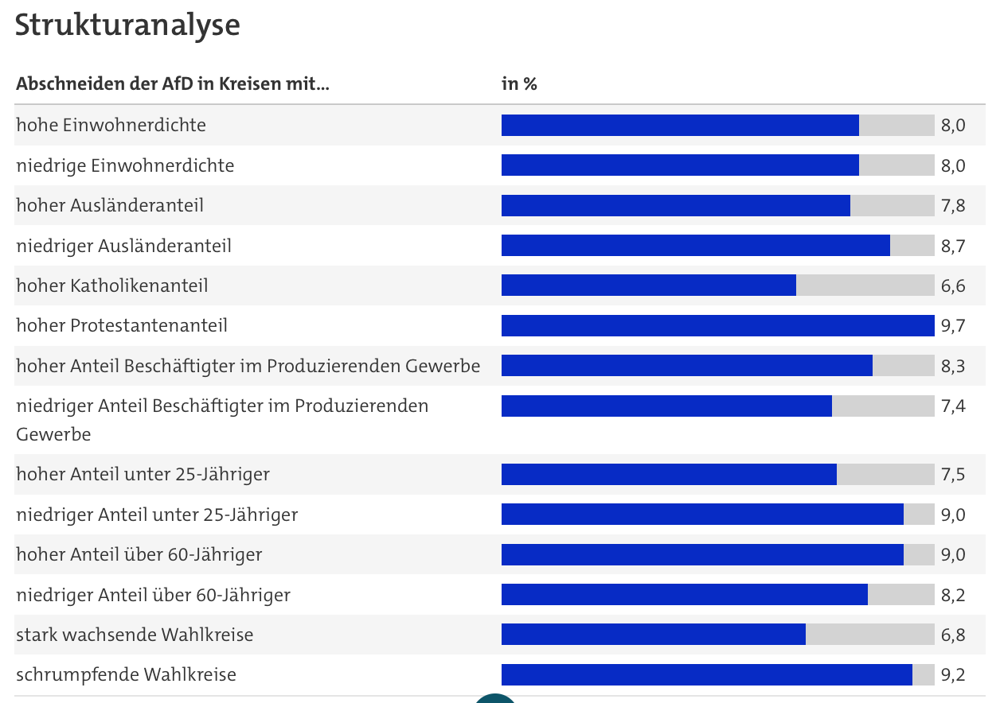 Strukturanalyse
Abschneiden der AfD in Kreisen mit... in %
hohe Einwohnerdichte 8,0
niedrige Einwohnerdichte 8,0
hoher Ausländeranteil 7,8
niedriger Ausländeranteil 8,7
hoher Katholikenanteil 6,6
hoher Protestantenanteil 9,7
hoher Anteil Beschäftigter im Produzierenden Gewerbe 8,3
niedriger Anteil Beschäftigter im Produzierenden 7,4
Gewerbe
hoher Anteil unter 25-Jähriger 7,5
niedriger Anteil unter 25-Jähriger 9,0
hoher Anteil über 60-Jähriger 9,0
niedriger Anteil über 60-Jähriger 8,2
stark wachsende Wahlkreise 6,8
schrumpfende Wahlkreise 9,2